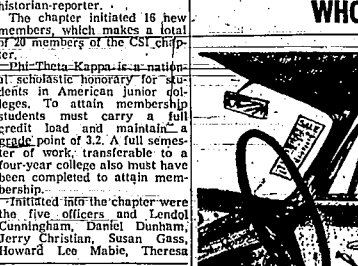 historian-reporter.
The chapter initiated 16 new
members, which makes a total
of 20 members of the CSI chap-
ter.
Phi Theta Kappa is a nation-
al scholastic honorary for stu-
dents in American junior col-
leges. To attain membership
students must carry a full
credit load and maintain a
grade point of 3.2. A full semes-
ter of work, transferable to a
four-year college also must have
been completed to attain mem-
bership.
Initiated into the chapter were
the five officers and Lendol
Cunningham, Daniel Dunham,
Jerry Christian, Susan Gass,
Howard Leo Mabie, Theresa
WHO